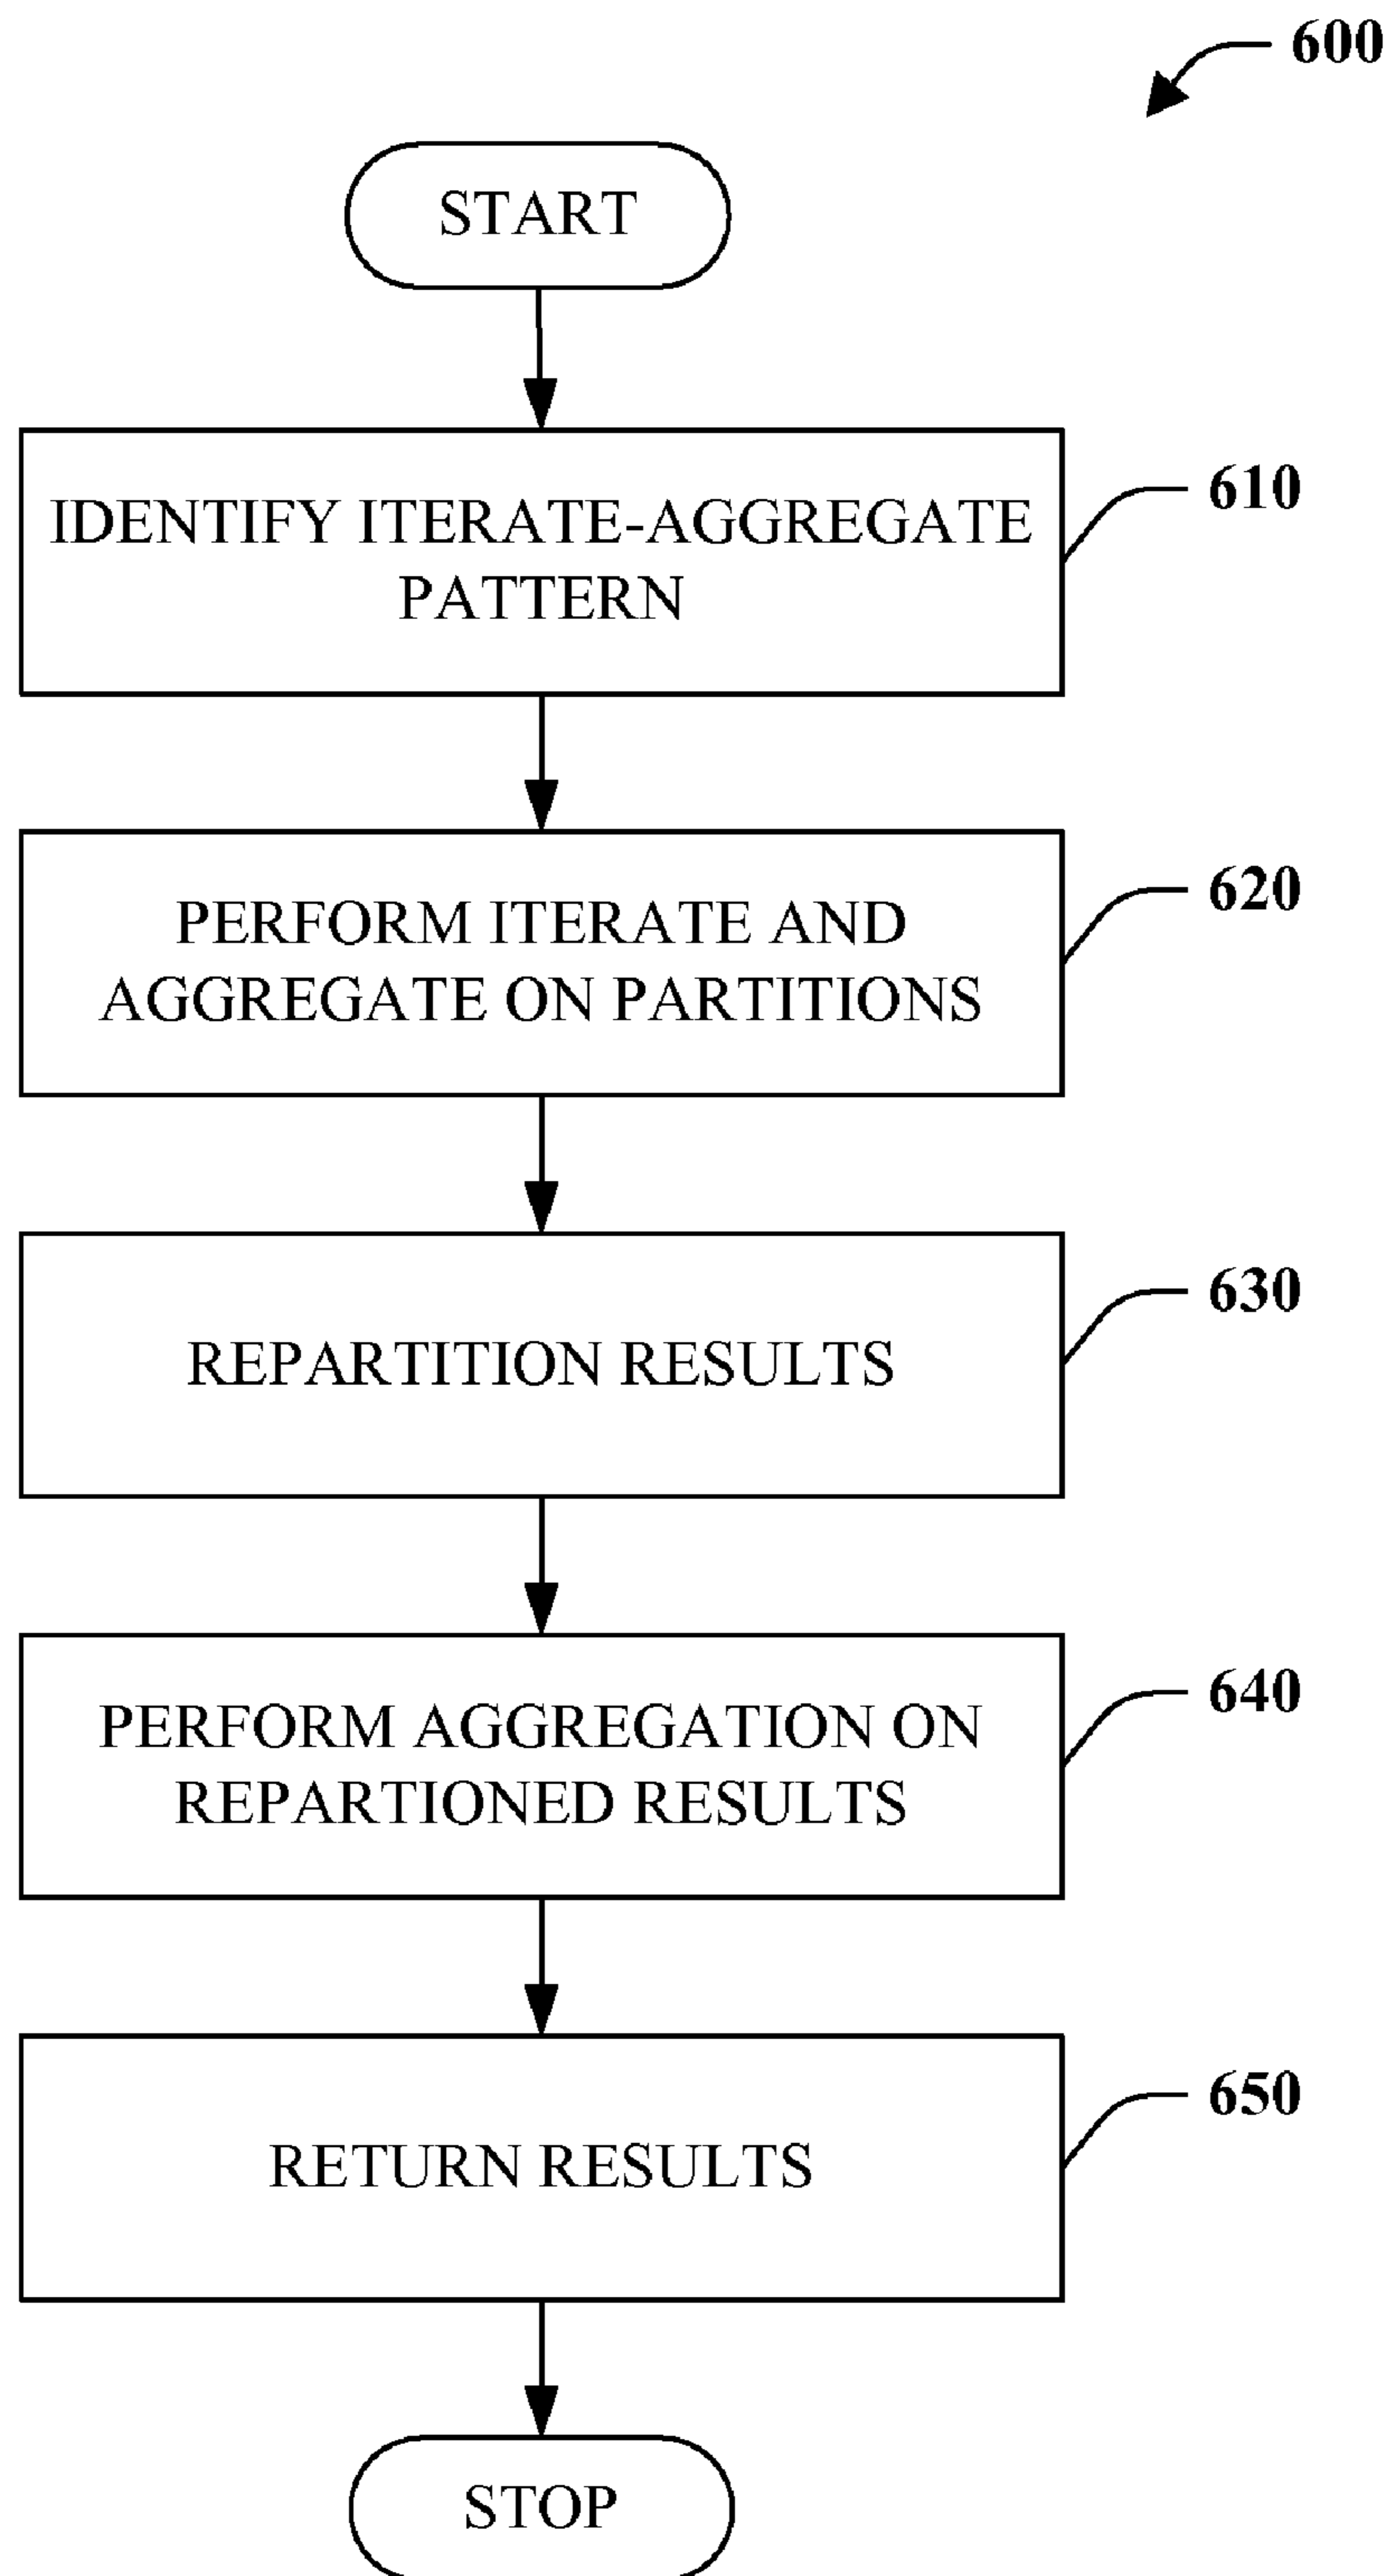 600
START
IDENTIFY ITERATE-AGGREGATE
PATTERN
610
PERFORM ITERATE AND
AGGREGATE ON PARTITIONS
620
REPARTITION RESULTS
630
PERFORM AGGREGATION ON
REPARTIONED RESULTS
640
RETURN RESULTS
650
STOP